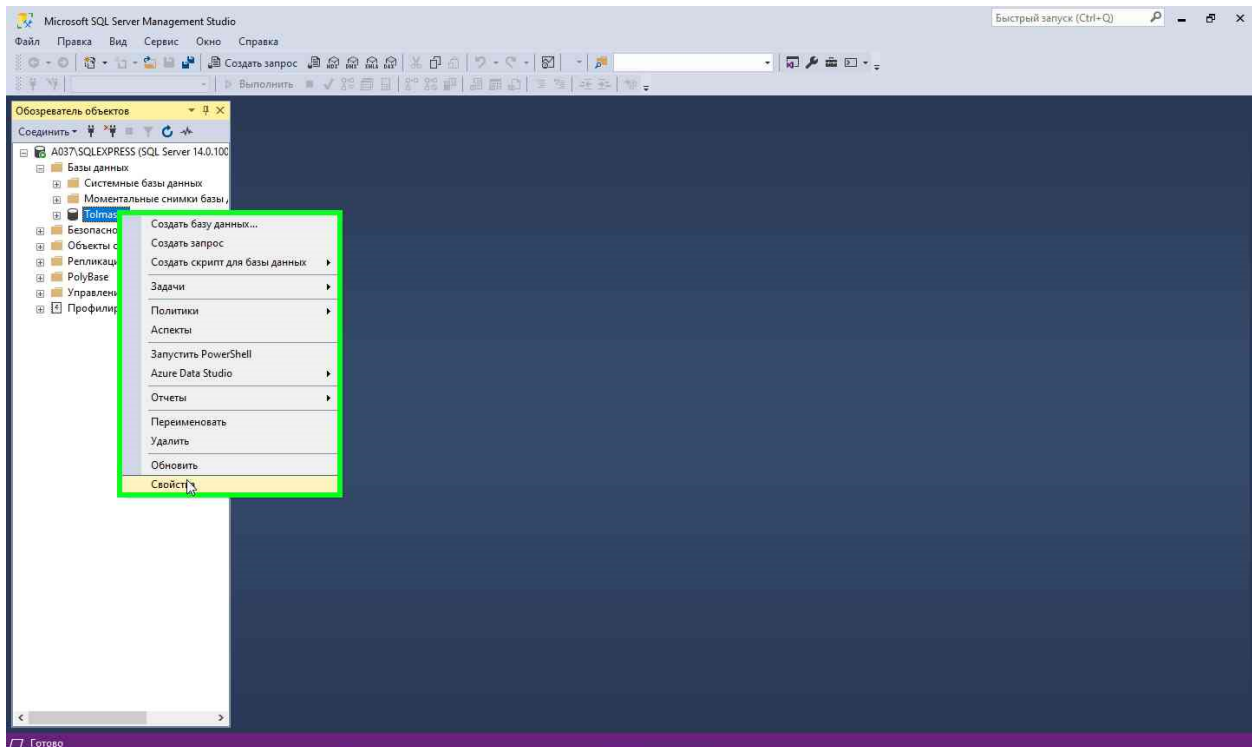 Microsoft SQL Server Management Studio
Быстрый запуск (Ctrl+Q)
Файл Правка Вид Сервис Окно Справка
Создать запрос
Выполнить
Обозреватель объектов
Соединить
A037\SQLEXPRESS (SQL Server 14.0.100
Базы данных
Системные базы данных
Моментальные снимки базы
Tolmas
Безопасно
Объекты с
Репликаци
PolyBase
Управлени
Профилир
Создать базу данных...
Создать запрос
Создать скрипт для базы данных
Задачи
Политики
Аспекты
Запустить PowerShell
Azure Data Studio
Отчеты
Переименовать
Удалить
Обновить
Свойства
Готово